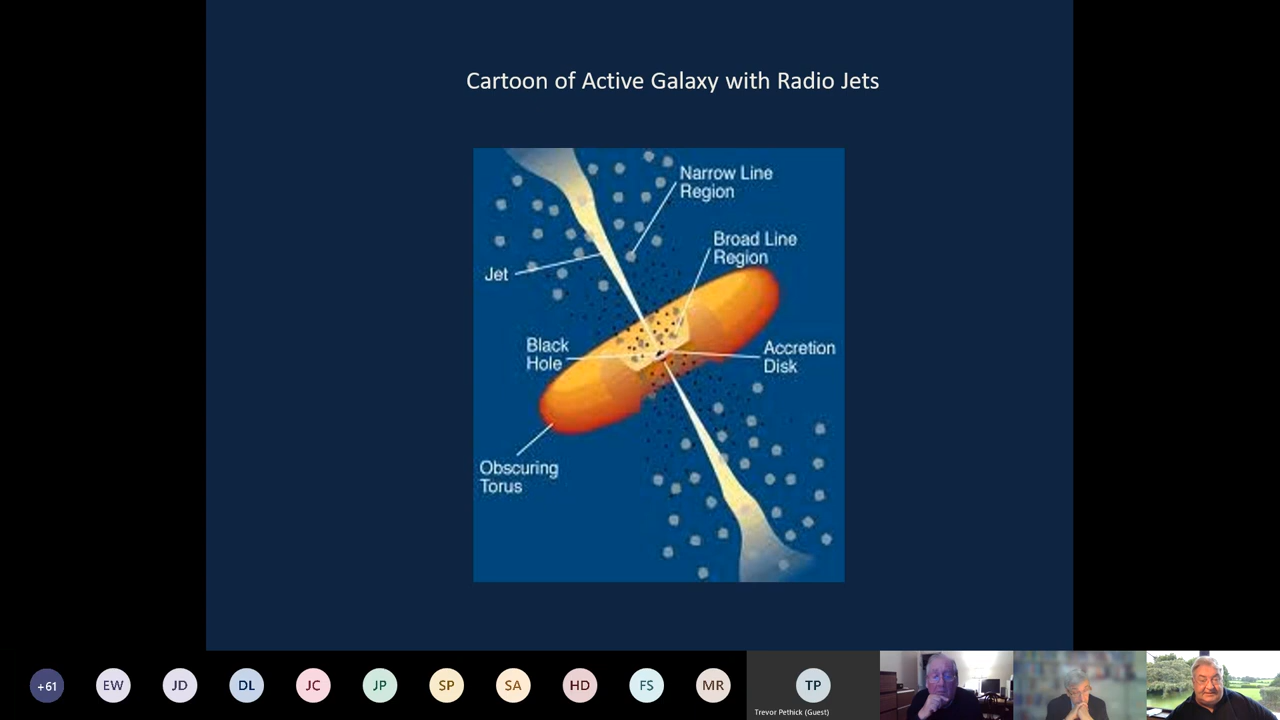 Cartoon of Active Galaxy with Radio Jets
Narrow Line
Region
Broad Line
Region
Jet
Black
Hole
Accretion
Disk
Obscuring
Torus
+61
EW
JD
DL
JC
JP
SP
SA
HD
FS
MR
TP
Trevor Pethick (Guest)